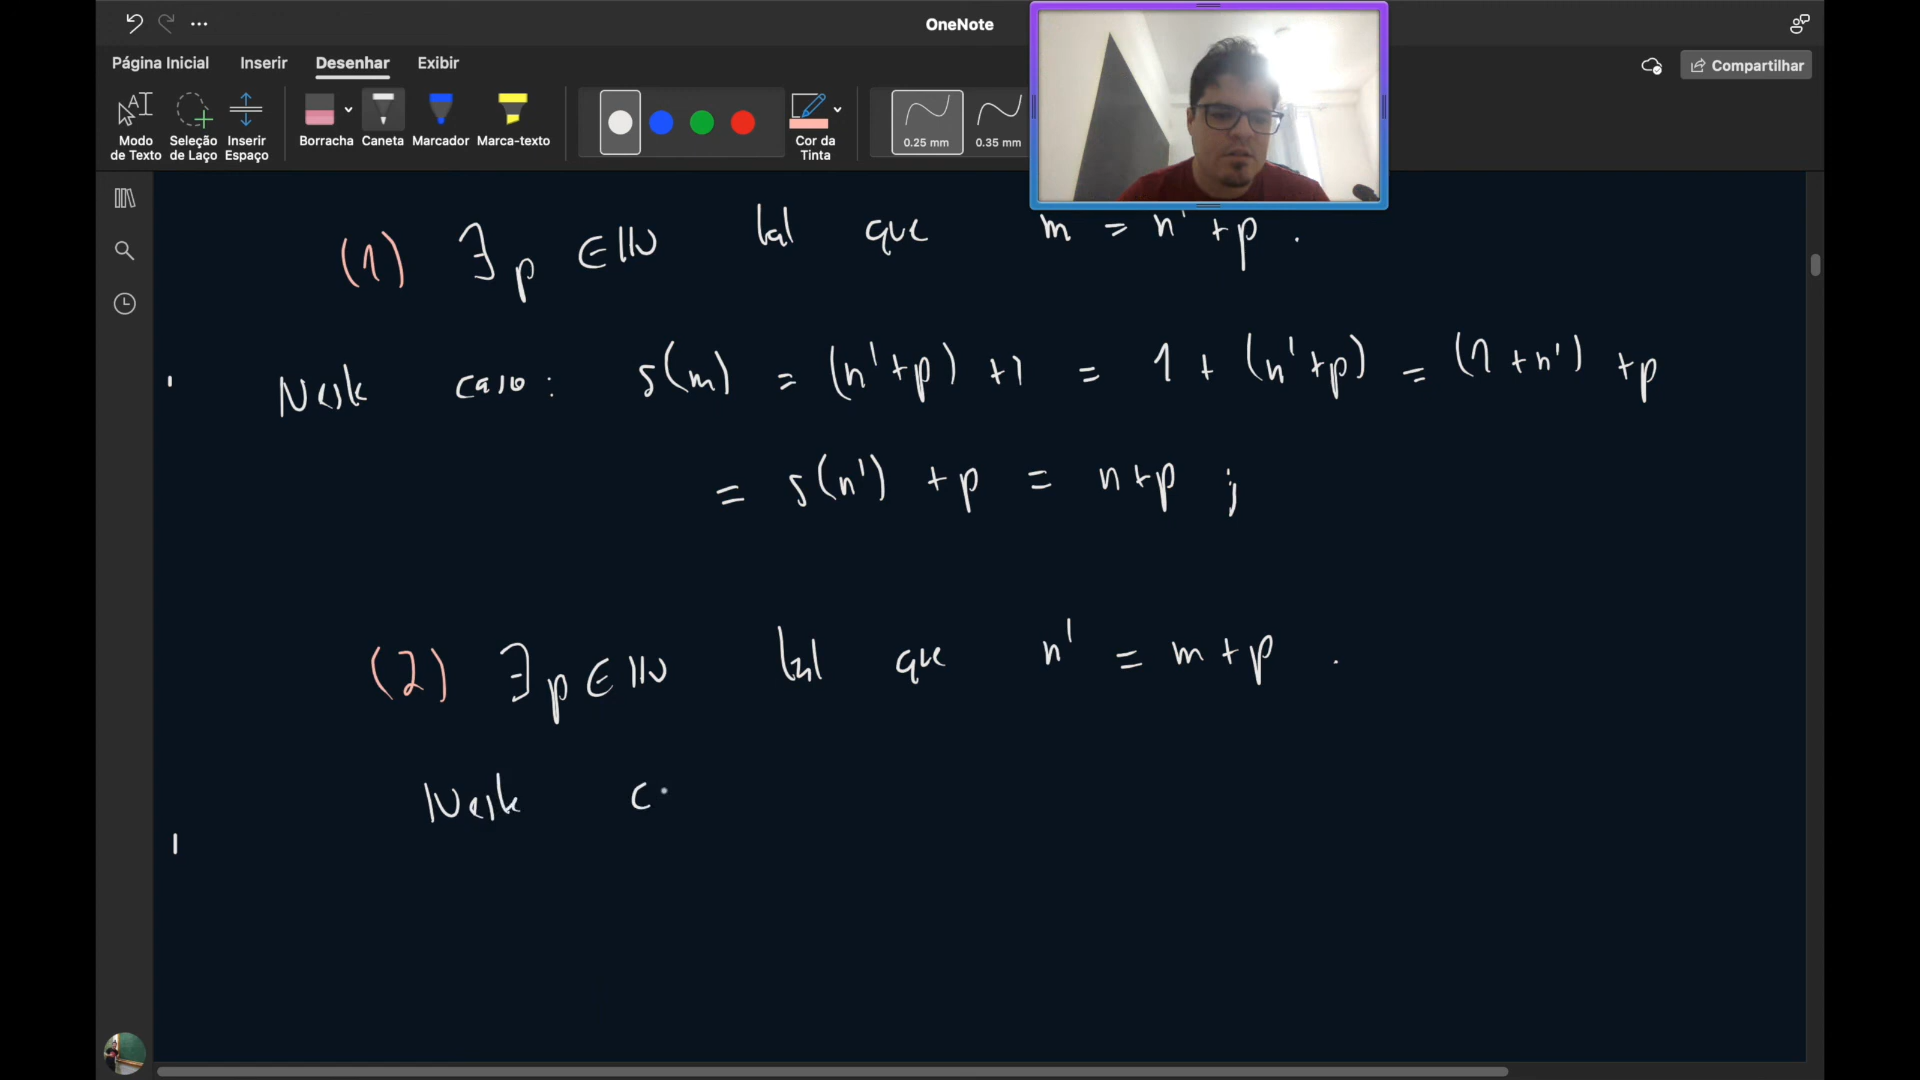 OneNote
Página Inicial Inserir Desenhar Exibir Compartilhar
Modo de Texto Seleção de Laço Inserir Espaço Borracha Caneta Marcador Marca-texto Cor da Tinta 0.25 mm 0.35 mm
(1) ∃p ∈ ℕ tal que m = n' + p .
Neste caso : s(m) = (n'+p) +1 = 1 + (n'+p) = (1 + n') + p
= s(n') + p = n + p ;
(2) ∃p ∈ ℕ tal que n' = m + p .
Neste c